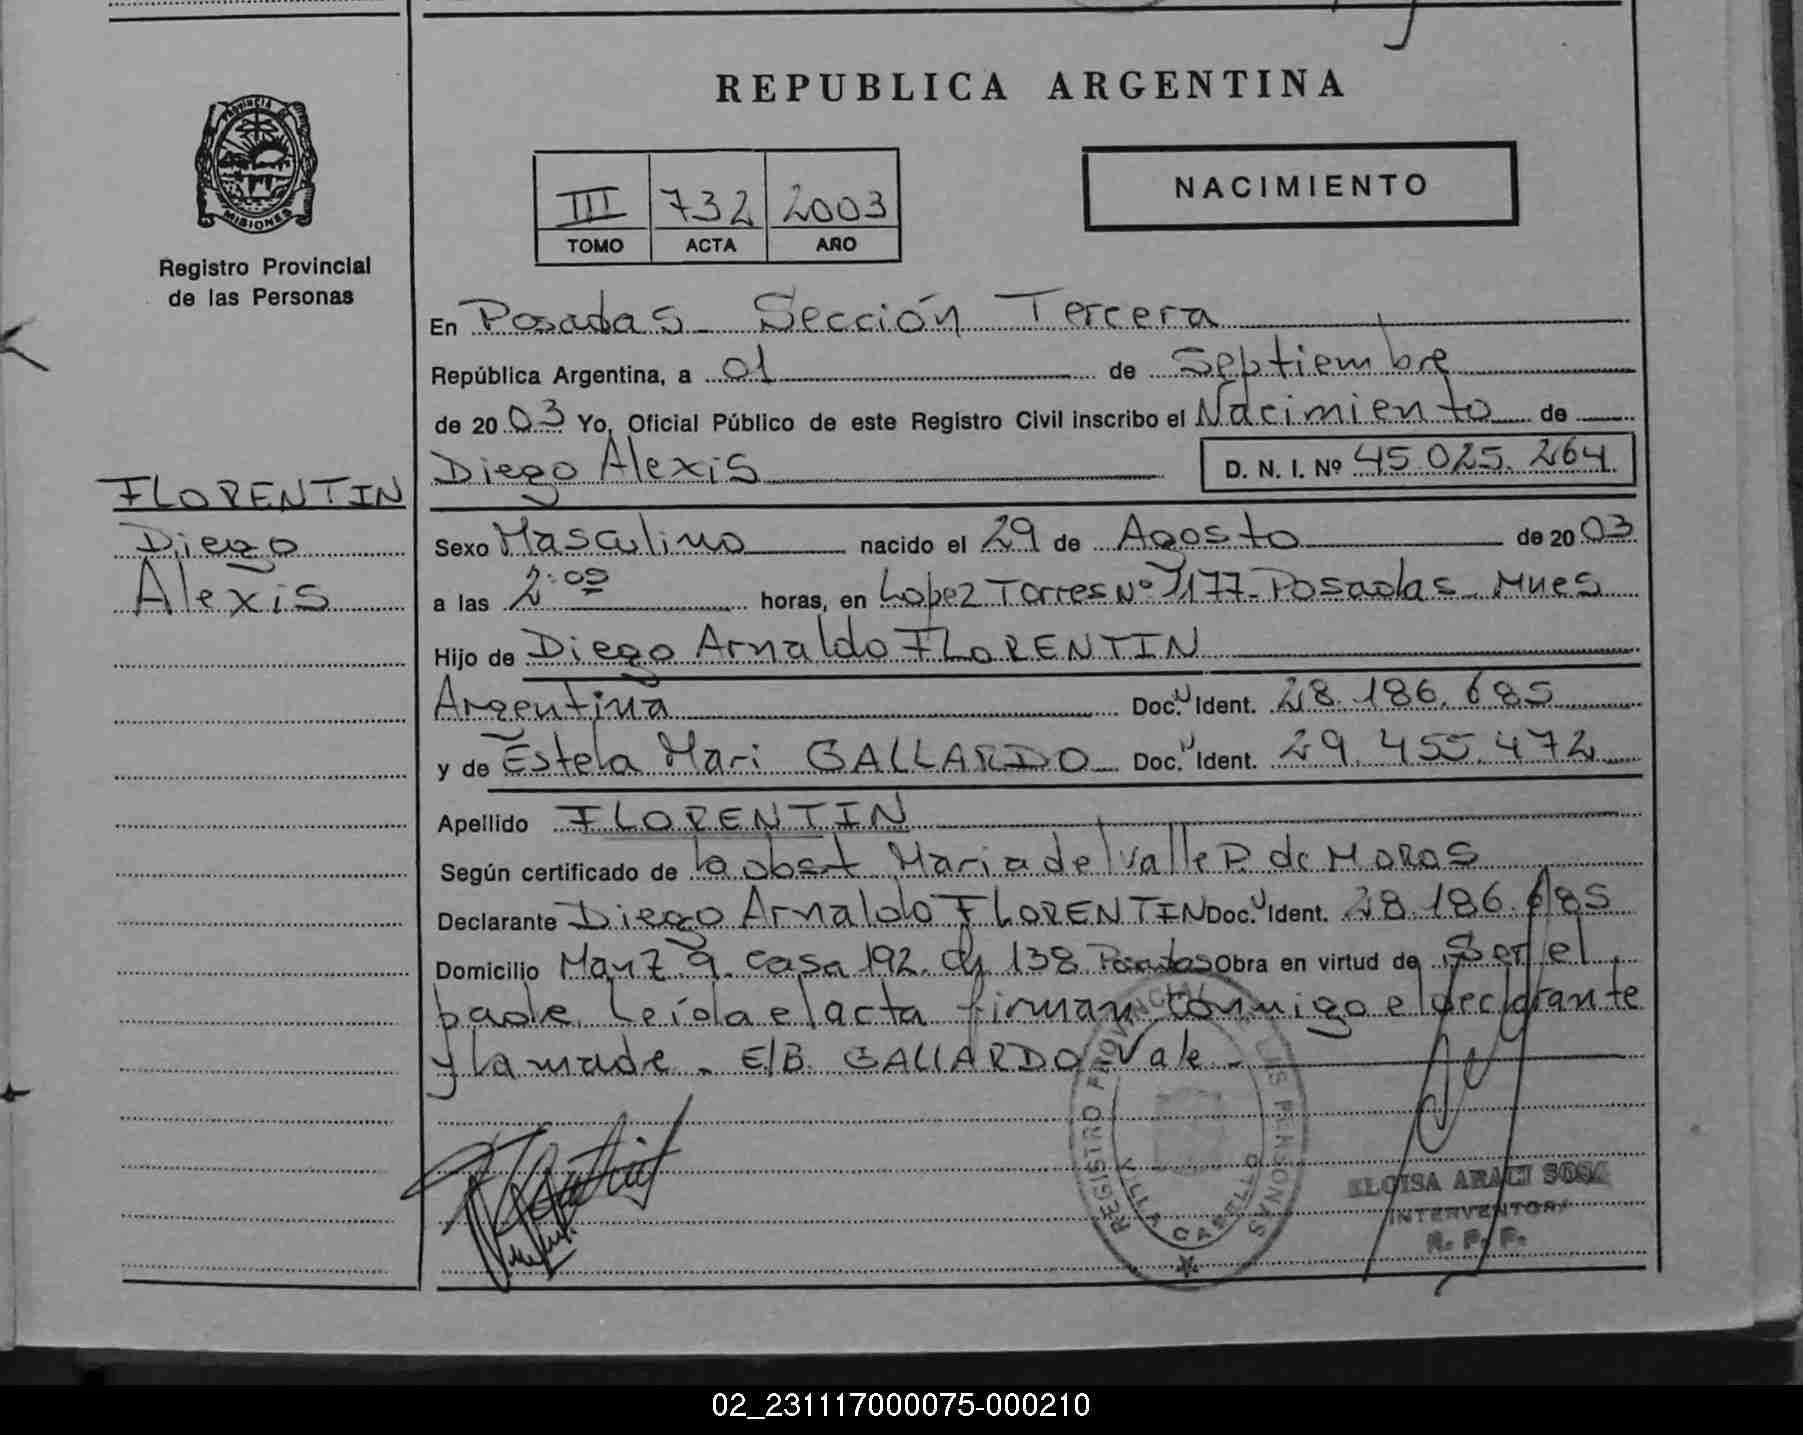 REPUBLICA ARGENTINA
PROVINCIA
MISIONES
Registro Provincial
de las Personas
III 732 2003
TOMO ACTA AÑO
NACIMIENTO
En Posadas Sección Tercera
República Argentina, a 01 de Septiembre
de 2003 Yo, Oficial Público de este Registro Civil inscribo el Nacimiento de
Diego Alexis D. N. I. Nº 45.025.264
FLORENTIN
Diego
Alexis
Sexo Masculino nacido el 29 de Agosto de 2003
a las 2:00 horas, en Lopez Torres Nº 1177-Posadas-Mnes
Hijo de Diego Arnaldo FLORENTIN
Argentina Doc. Ident. 28.186.685
y de Estela Mari GALLARDO Doc. Ident. 29.455.472
Apellido FLORENTIN
Según certificado de la obst Maria del Valle P. de MOROS
Declarante Diego Arnaldo FLORENTIN Doc. Ident. 28.186.685
Domicilio Manz 9. Casa 192. ch 138 Posadas Obra en virtud de Ser el
padre. Leída el acta firman conmigo el declarante
y la madre - E/B. GALLARDO Vale -
REGISTRO PROVINCIAL LAS PERSONAS
VILLA CABELLO
ELOISA ARACI SOSA
INTERVENTORA
R. P. P.
02_231117000075-000210